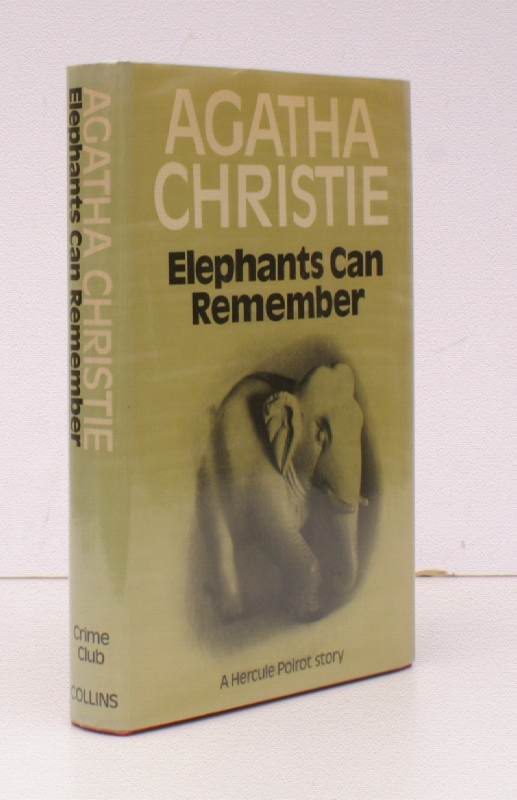 AGATHA
CHRISTIE
Elephants Can
Remember
A Hercule Poirot story
AGATHA CHRISTIE
Elephants Can Remember
Crime
Club
COLLINS